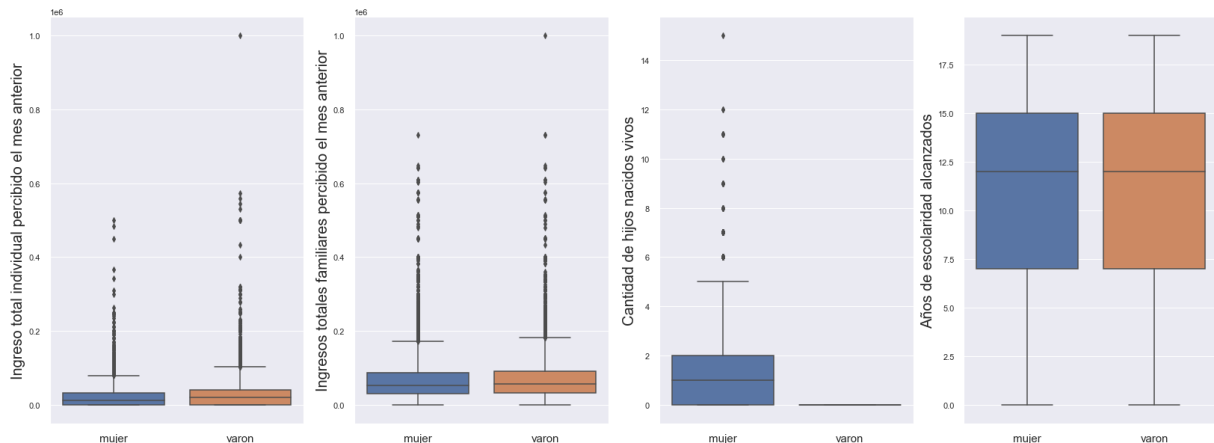 1e6
Ingreso total individual percibido el mes anterior
1.0
0.8
0.6
0.4
0.2
0.0
mujer
varon
1e6
Ingresos totales familiares percibido el mes anterior
1.0
0.8
0.6
0.4
0.2
0.0
mujer
varon
Cantidad de hijos nacidos vivos
14
12
10
8
6
4
2
0
mujer
varon
Años de escolaridad alcanzados
17.5
15.0
12.5
10.0
7.5
5.0
2.5
0.0
mujer
varon